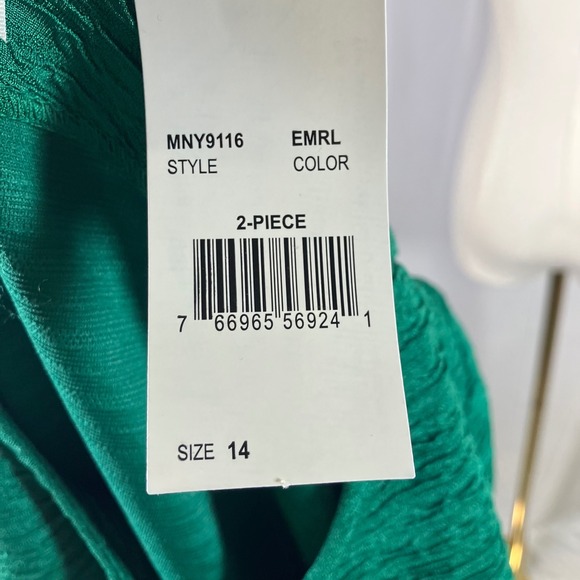 MNY9116 EMRL
STYLE COLOR
2-PIECE
7 66965 56924 1
SIZE 14